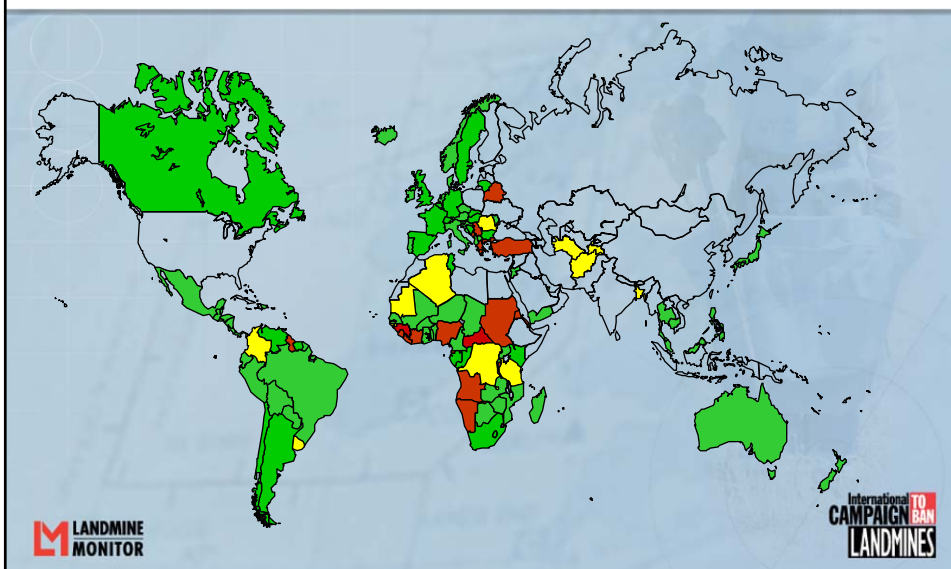 LANDMINE
MONITOR
International
CAMPAIGN TO BAN
LANDMINES